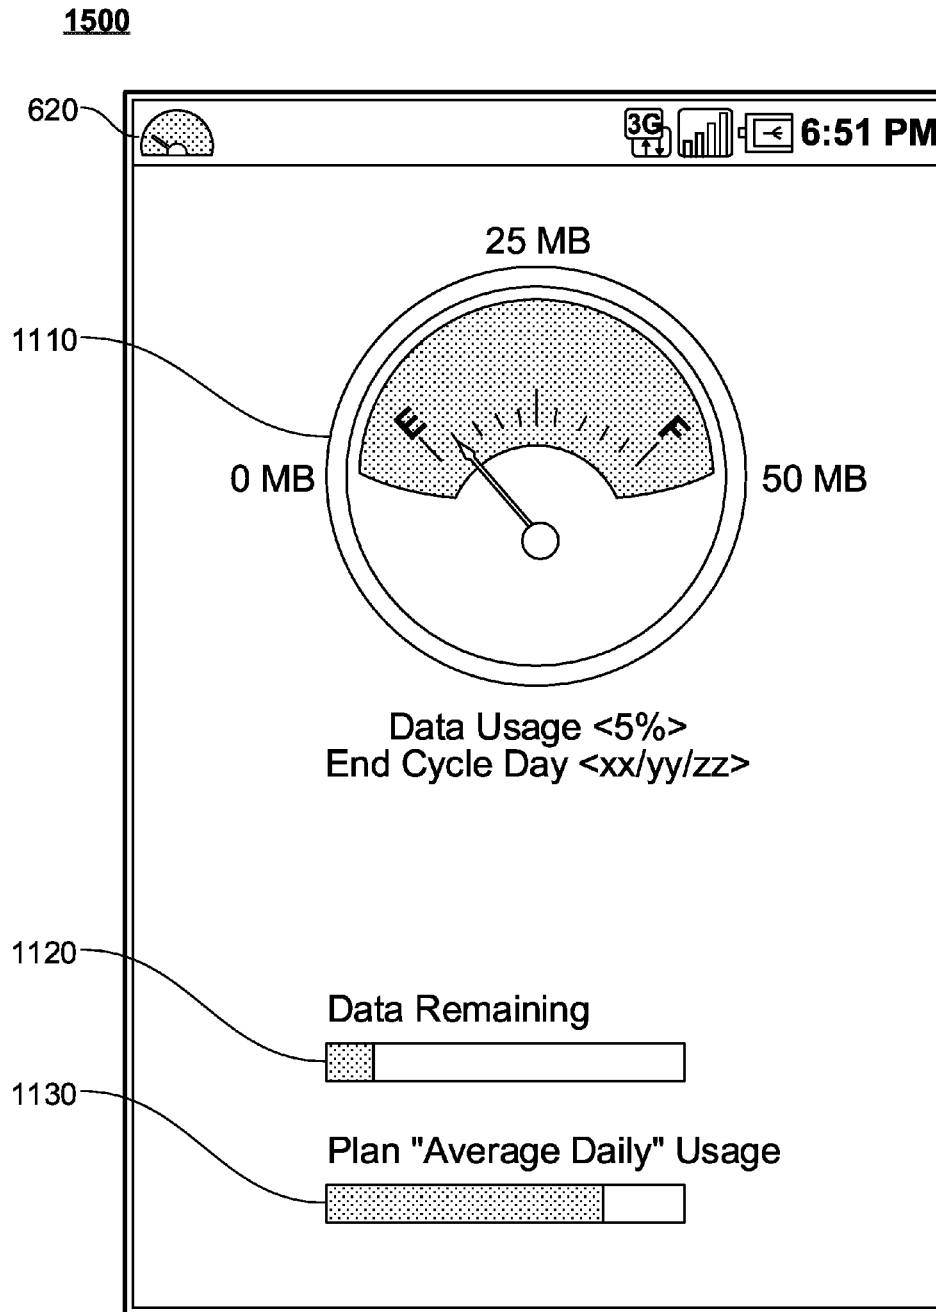 1500
620
3G
6:51 PM
25 MB
1110
E
F
0 MB
50 MB
Data Usage <5%>
End Cycle Day <xx/yy/zz>
1120
Data Remaining
1130
Plan "Average Daily" Usage